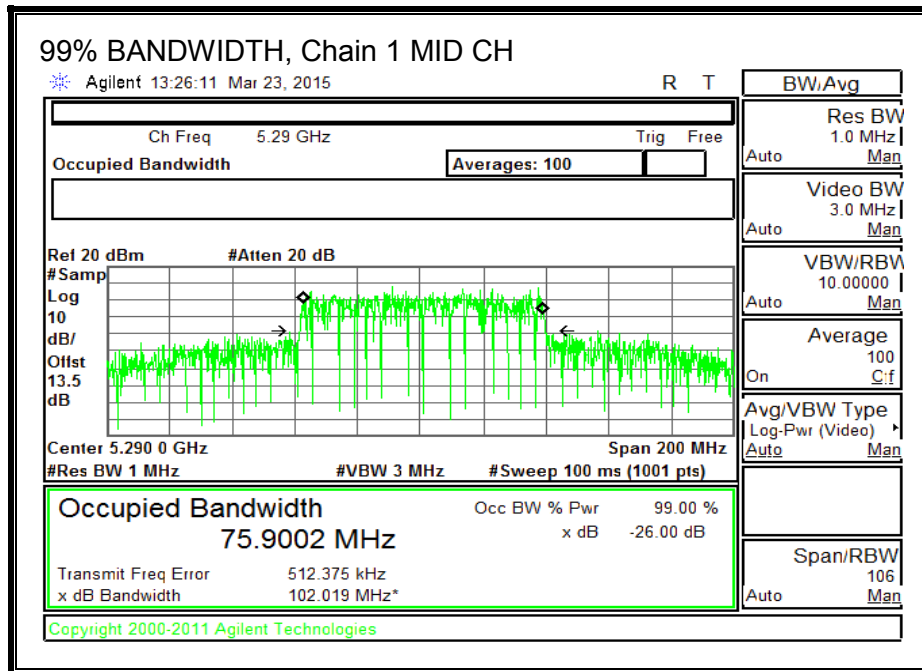 99% BANDWIDTH, Chain 1 MID CH
Agilent 13:26:11 Mar 23, 2015 R T
BW/Avg
Ch Freq 5.29 GHz Trig Free
Occupied Bandwidth Averages: 100
Res BW
1.0 MHz
Auto Man
Video BW
3.0 MHz
Auto Man
Ref 20 dBm #Atten 20 dB
#Samp
Log
10
dB/
Offst
13.5
dB
VBW/RBW
10.00000
Auto Man
Average
100
On Off
Avg/VBW Type
Log-Pwr (Video)
Auto Man
Center 5.290 0 GHz Span 200 MHz
#Res BW 1 MHz #VBW 3 MHz #Sweep 100 ms (1001 pts)
Occupied Bandwidth Occ BW % Pwr 99.00 %
75.9002 MHz x dB -26.00 dB
Transmit Freq Error 512.375 kHz
x dB Bandwidth 102.019 MHz*
Span/RBW
106
Auto Man
Copyright 2000-2011 Agilent Technologies